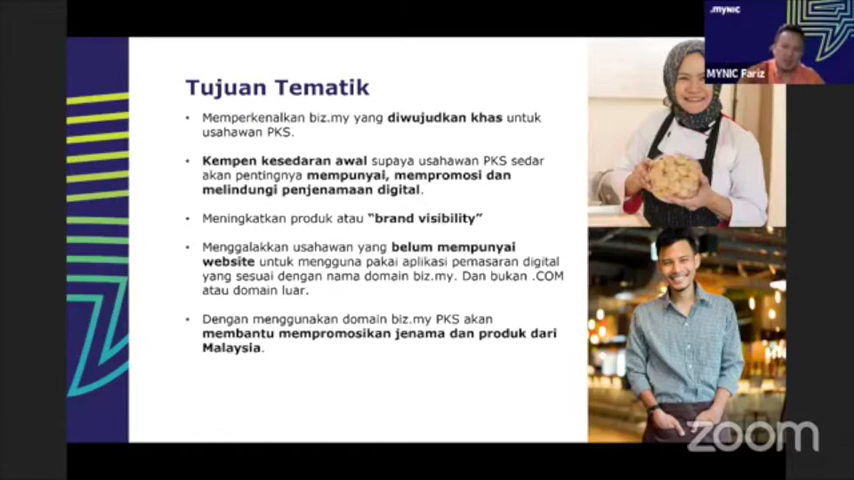 .mynic
MYNIC Fariz
Tujuan Tematik
• Memperkenalkan biz.my yang diwujudkan khas untuk
usahawan PKS.
• Kempen kesedaran awal supaya usahawan PKS sedar
akan pentingnya mempunyai, mempromosi dan
melindungi penjenamaan digital.
• Meningkatkan produk atau “brand visibility”
• Menggalakkan usahawan yang belum mempunyai
website untuk mengguna pakai aplikasi pemasaran digital
yang sesuai dengan nama domain biz.my. Dan bukan .COM
atau domain luar.
• Dengan menggunakan domain biz.my PKS akan
membantu mempromosikan jenama dan produk dari
Malaysia.
zoom